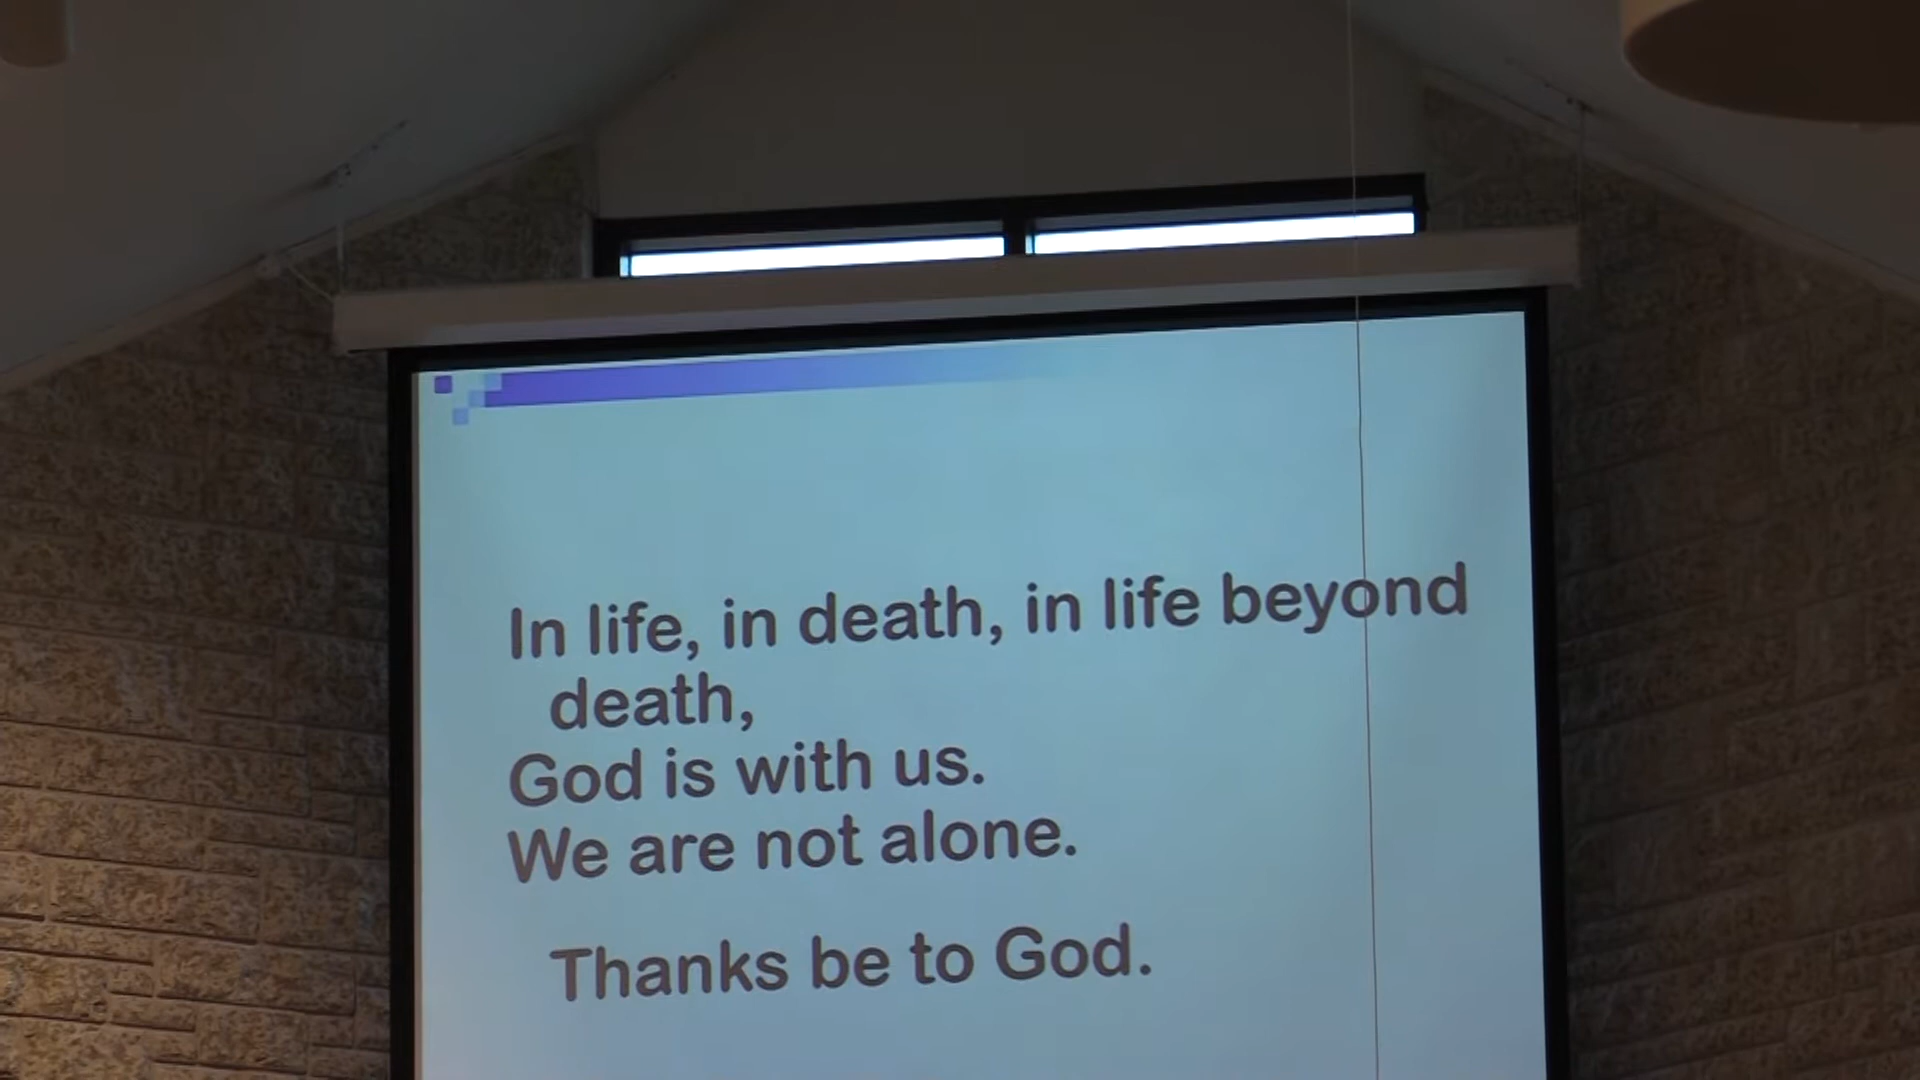 In life, in death, in life beyond
death,
God is with us.
We are not alone.
Thanks be to God.